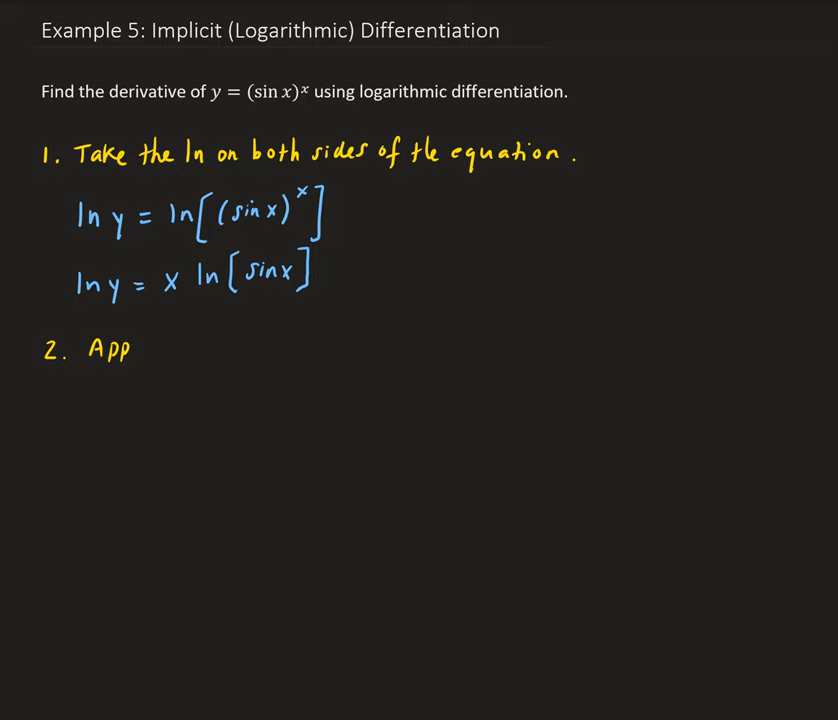 Example 5: Implicit (Logarithmic) Differentiation
Find the derivative of y = (sin x)ˣ using logarithmic differentiation.
1. Take the ln on both sides of the equation.
ln y = ln[(sin x)ˣ]
ln y = x ln[sin x]
2. App